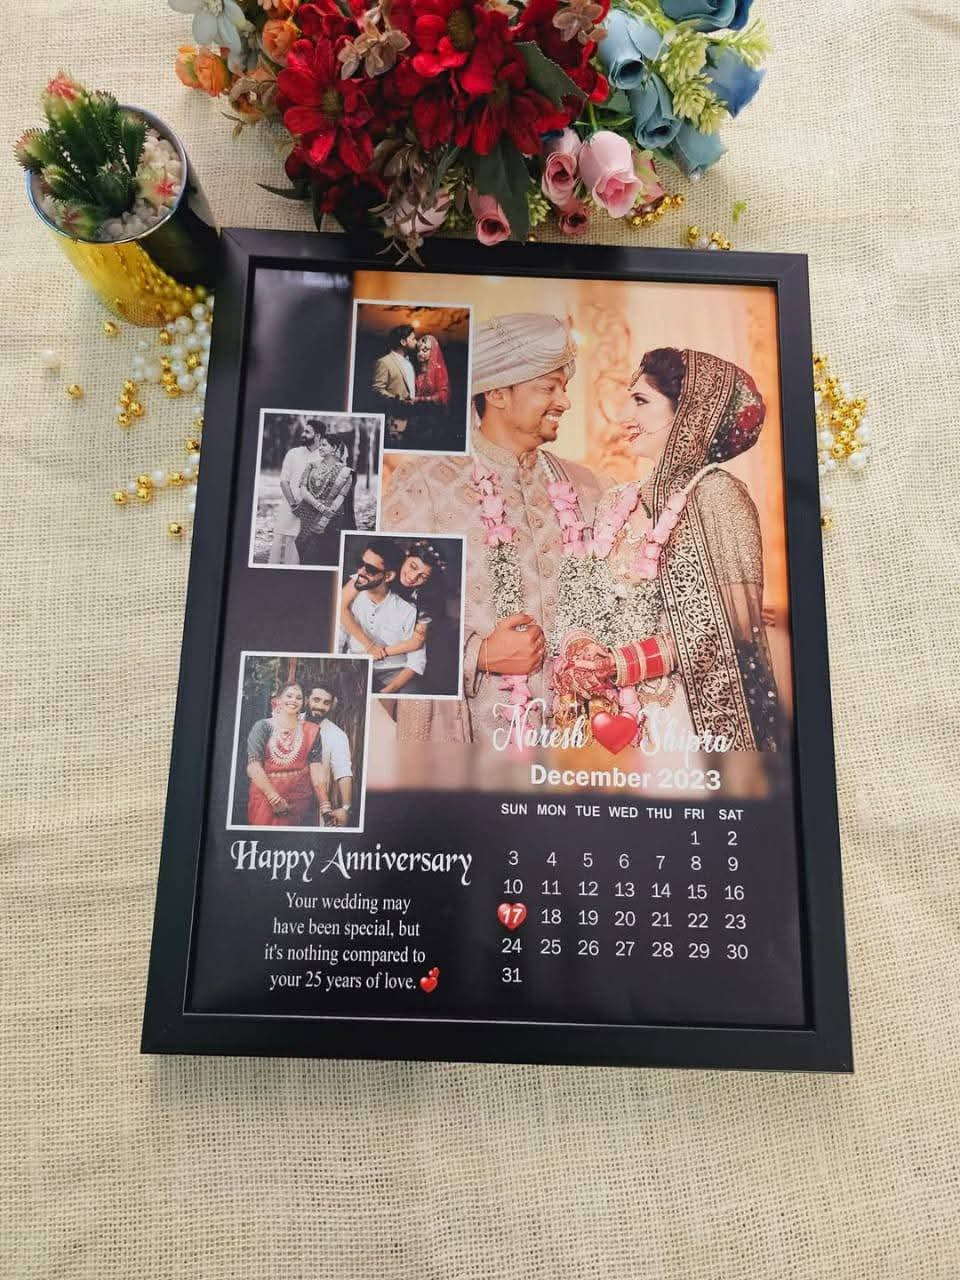 Naresh ❤ Shipra
December 2023
SUN MON TUE WED THU FRI SAT
1 2
3 4 5 6 7 8 9
10 11 12 13 14 15 16
17 18 19 20 21 22 23
24 25 26 27 28 29 30
31
Happy Anniversary
Your wedding may
have been special, but
it's nothing compared to
your 25 years of love. 💕